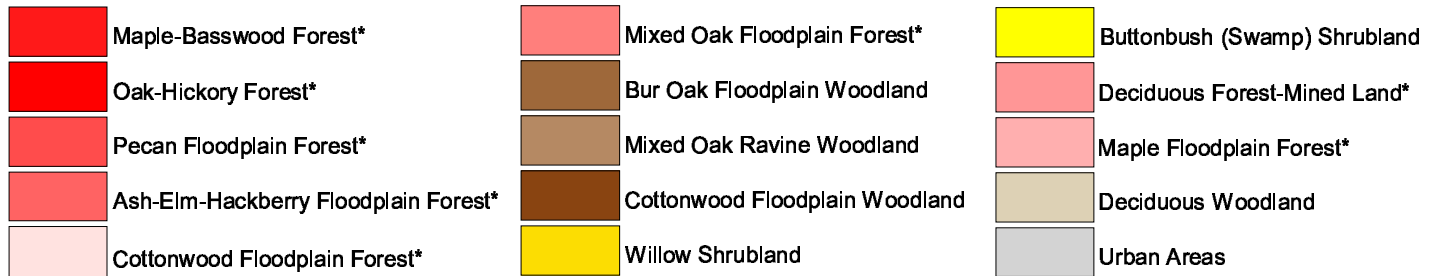 Maple-Basswood Forest*
Oak-Hickory Forest*
Pecan Floodplain Forest*
Ash-Elm-Hackberry Floodplain Forest*
Cottonwood Floodplain Forest*
Mixed Oak Floodplain Forest*
Bur Oak Floodplain Woodland
Mixed Oak Ravine Woodland
Cottonwood Floodplain Woodland
Willow Shrubland
Buttonbush (Swamp) Shrubland
Deciduous Forest-Mined Land*
Maple Floodplain Forest*
Deciduous Woodland
Urban Areas